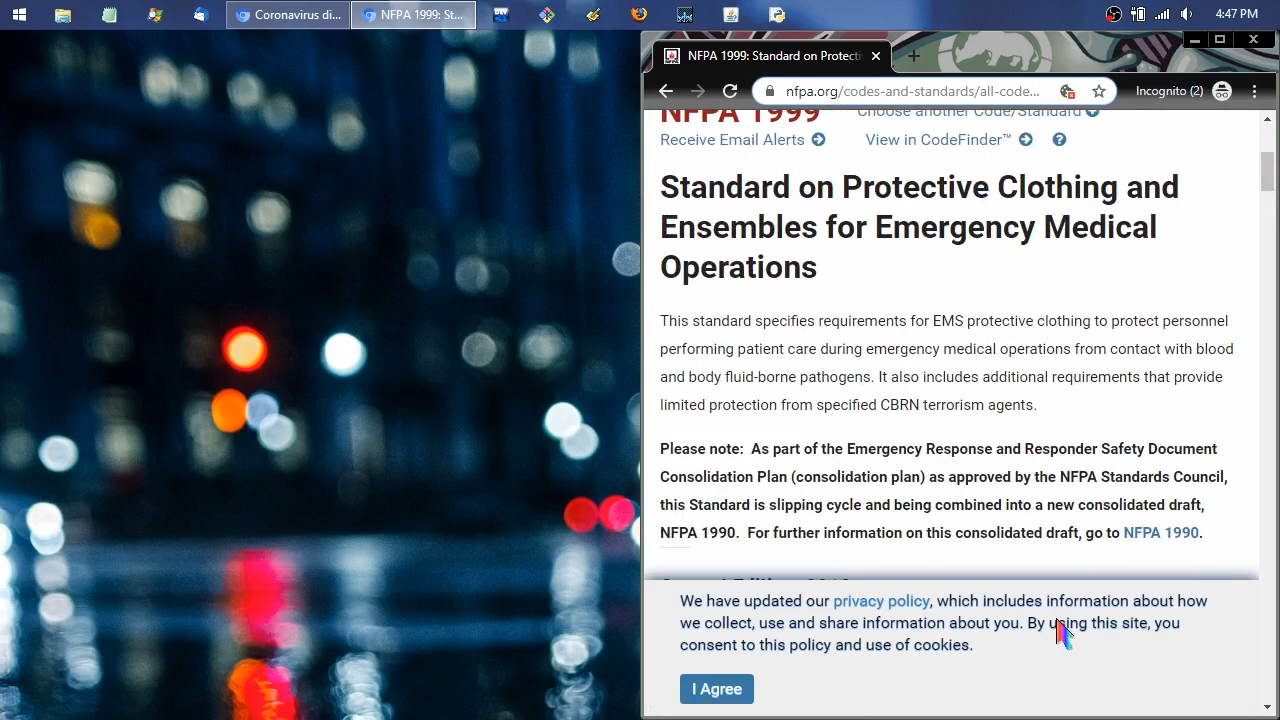 Coronavirus di...
NFPA 1999: St...
4:47 PM
NFPA 1999: Standard on Protecti
nfpa.org/codes-and-standards/all-code...
Incognito (2)
NFPA 1999
Choose another Code/Standard
Receive Email Alerts
View in CodeFinder™
Standard on Protective Clothing and
Ensembles for Emergency Medical
Operations
This standard specifies requirements for EMS protective clothing to protect personnel
performing patient care during emergency medical operations from contact with blood
and body fluid-borne pathogens. It also includes additional requirements that provide
limited protection from specified CBRN terrorism agents.
Please note:  As part of the Emergency Response and Responder Safety Document
Consolidation Plan (consolidation plan) as approved by the NFPA Standards Council,
this Standard is slipping cycle and being combined into a new consolidated draft,
NFPA 1990.  For further information on this consolidated draft, go to NFPA 1990.
We have updated our privacy policy, which includes information about how
we collect, use and share information about you. By using this site, you
consent to this policy and use of cookies.
I Agree